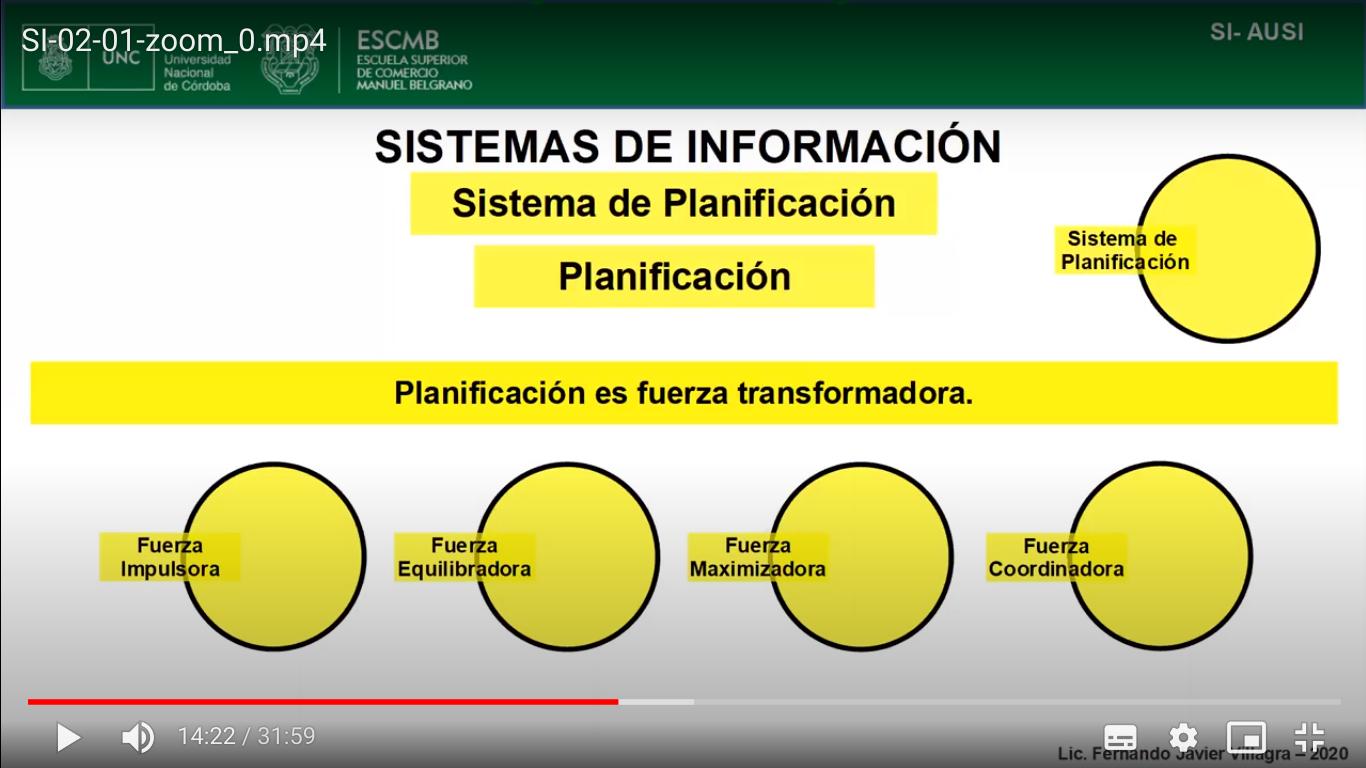 SI-02-01-zoom_0.mp4
UNC
Universidad
Nacional
de Córdoba
ESCMB
ESCUELA SUPERIOR
DE COMERCIO
MANUEL BELGRANO
SI- AUSI
SISTEMAS DE INFORMACIÓN
Sistema de Planificación
Planificación
Sistema de
Planificación
Planificación es fuerza transformadora.
Fuerza
Impulsora
Fuerza
Equilibradora
Fuerza
Maximizadora
Fuerza
Coordinadora
14:22 / 31:59
Lic. Fernando Javier Villagra – 2020